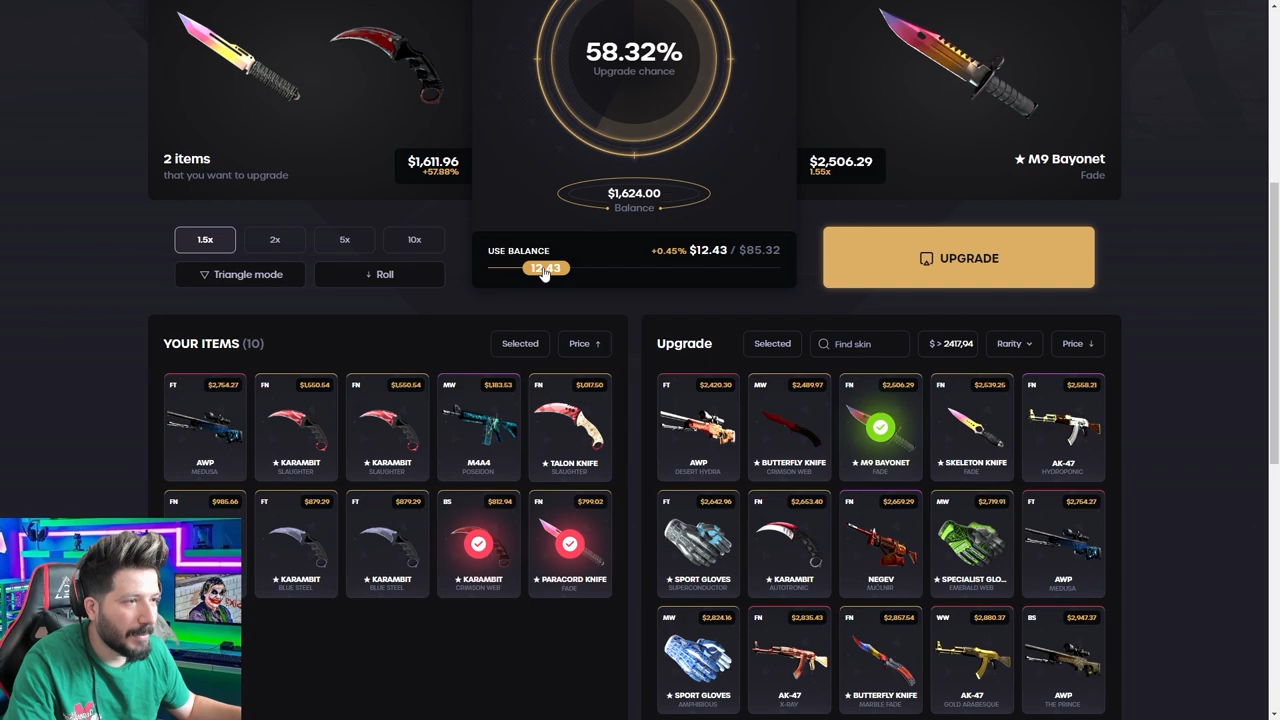 58.32%
Upgrade chance
2 items
that you want to upgrade
$1,611.96
+57.88%
$2,506.29
1.55x
★ M9 Bayonet
Fade
$1,624.00
Balance
1.5x
2x
5x
10x
Triangle mode
↓ Roll
USE BALANCE
+0.45% $12.43 / $85.32
12.43
UPGRADE
YOUR ITEMS (10)
Selected
Price ↑
FT $2,754.27
AWP
MEDUSA
FN $1,550.54
★ KARAMBIT
SLAUGHTER
FN $1,550.54
★ KARAMBIT
SLAUGHTER
MW $1,183.53
M4A4
POSEIDON
FN $1,017.50
★ TALON KNIFE
SLAUGHTER
FN $985.66
FT $879.29
★ KARAMBIT
BLUE STEEL
FT $879.29
★ KARAMBIT
BLUE STEEL
BS $812.94
★ KARAMBIT
CRIMSON WEB
FN $799.02
★ PARACORD KNIFE
FADE
Upgrade
Selected
Find skin
$ > 2417,94
Rarity
Price ↓
FT $2,420.30
AWP
DESERT HYDRA
MW $2,489.97
★ BUTTERFLY KNIFE
CRIMSON WEB
FN $2,506.29
★ M9 BAYONET
FADE
FN $2,539.25
★ SKELETON KNIFE
FADE
FN $2,558.21
AK-47
HYDROPONIC
FT $2,642.96
★ SPORT GLOVES
SUPERCONDUCTOR
FN $2,653.40
★ KARAMBIT
AUTOTRONIC
FN $2,659.29
NEGEV
MJOLNIR
MW $2,719.91
★ SPECIALIST GLO...
EMERALD WEB
FT $2,754.27
AWP
MEDUSA
MW $2,824.16
★ SPORT GLOVES
AMPHIBIOUS
FN $2,835.43
AK-47
X-RAY
FN $2,857.54
★ BUTTERFLY KNIFE
MARBLE FADE
WW $2,880.37
AK-47
GOLD ARABESQUE
BS $2,947.37
AWP
THE PRINCE